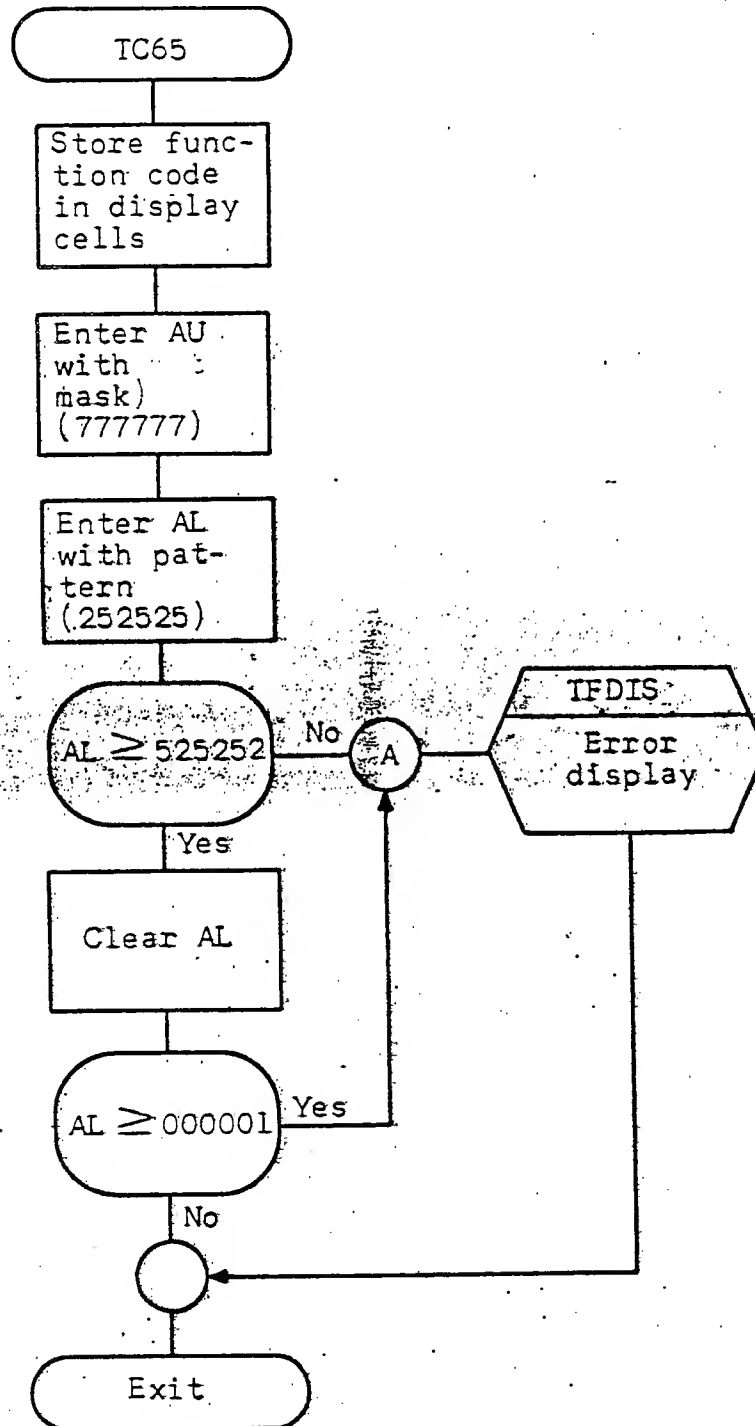 TC65
Store func-
tion code
in display
cells
Enter AU
with
mask)
(777777)
Enter AL
with pat-
tern
(252525)
AL ≥ 525252
No
A
TFDIS
Error
display
Yes
Clear AL
AL ≥ 000001
Yes
No
Exit